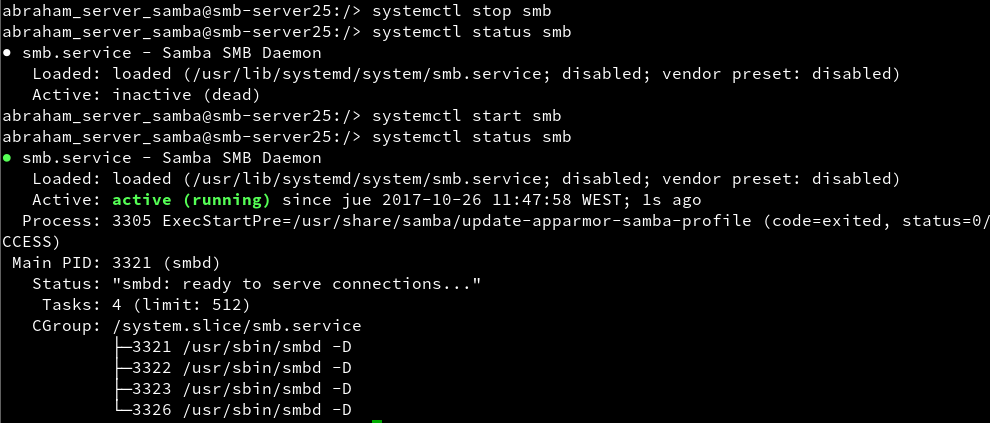 abraham_server_samba@smb-server25:/> systemctl stop smb
abraham_server_samba@smb-server25:/> systemctl status smb
● smb.service - Samba SMB Daemon
   Loaded: loaded (/usr/lib/systemd/system/smb.service; disabled; vendor preset: disabled)
   Active: inactive (dead)
abraham_server_samba@smb-server25:/> systemctl start smb
abraham_server_samba@smb-server25:/> systemctl status smb
● smb.service - Samba SMB Daemon
   Loaded: loaded (/usr/lib/systemd/system/smb.service; disabled; vendor preset: disabled)
   Active: active (running) since jue 2017-10-26 11:47:58 WEST; 1s ago
  Process: 3305 ExecStartPre=/usr/share/samba/update-apparmor-samba-profile (code=exited, status=0/
CCESS)
 Main PID: 3321 (smbd)
   Status: "smbd: ready to serve connections..."
    Tasks: 4 (limit: 512)
   CGroup: /system.slice/smb.service
           ├─3321 /usr/sbin/smbd -D
           ├─3322 /usr/sbin/smbd -D
           ├─3323 /usr/sbin/smbd -D
           └─3326 /usr/sbin/smbd -D